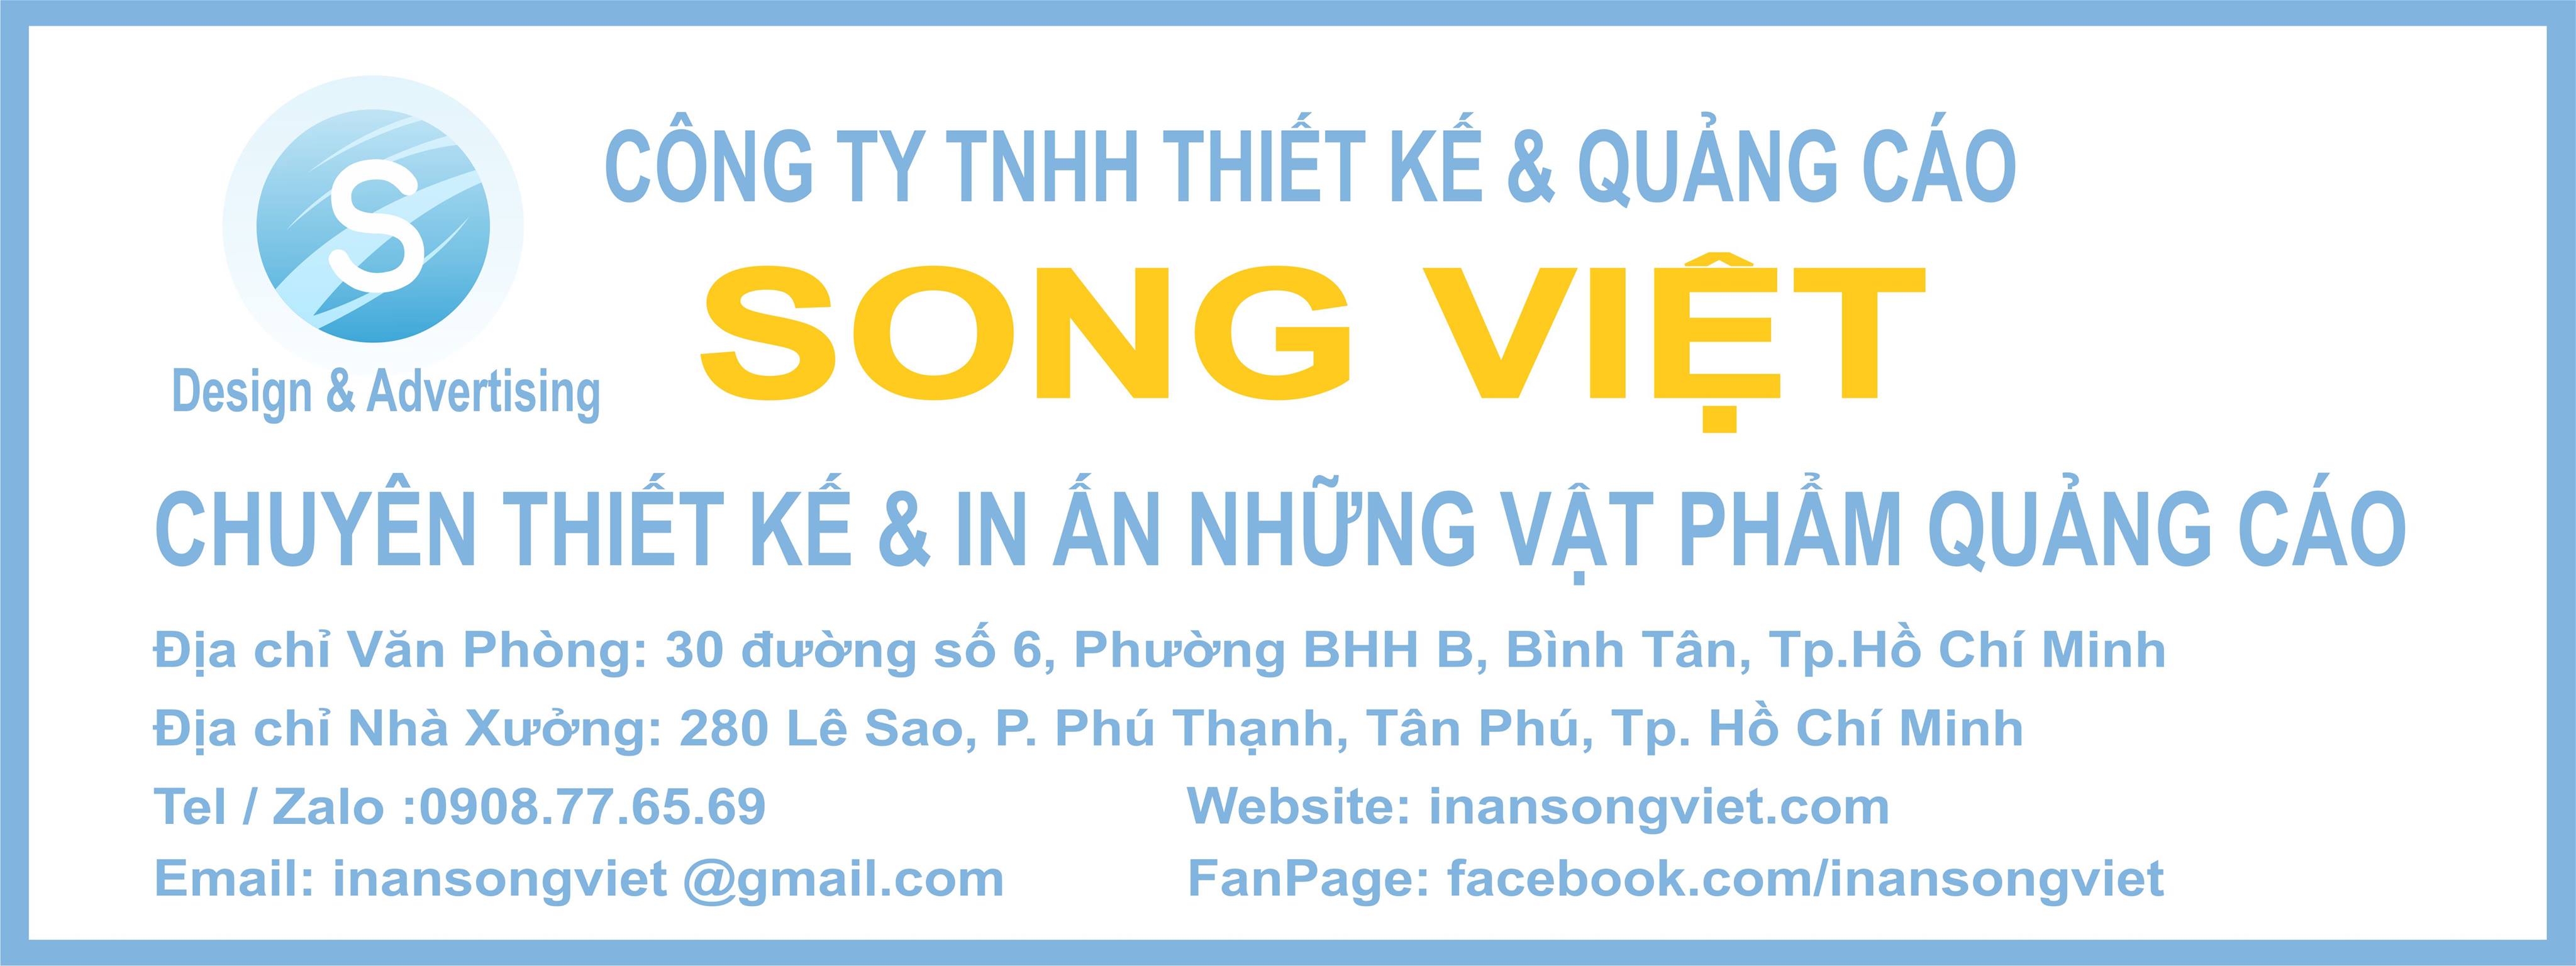 S
CÔNG TY TNHH THIẾT KẾ & QUẢNG CÁO
SONG VIỆT
Design & Advertising
CHUYÊN THIẾT KẾ & IN ẤN NHỮNG VẬT PHẨM QUẢNG CÁO
Địa chỉ Văn Phòng: 30 đường số 6, Phường BHH B, Bình Tân, Tp.Hồ Chí Minh
Địa chỉ Nhà Xưởng: 280 Lê Sao, P. Phú Thạnh, Tân Phú, Tp. Hồ Chí Minh
Tel / Zalo :0908.77.65.69
Website: inansongviet.com
Email: inansongviet @gmail.com
FanPage: facebook.com/inansongviet